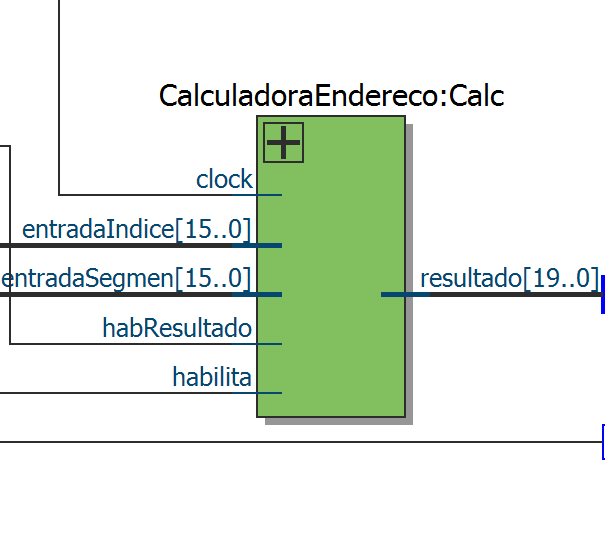 CalculadoraEndereco:Calc
clock
entradaIndice[15..0]
entradaSegmen[15..0]
resultado[19..0]
habResultado
habilita